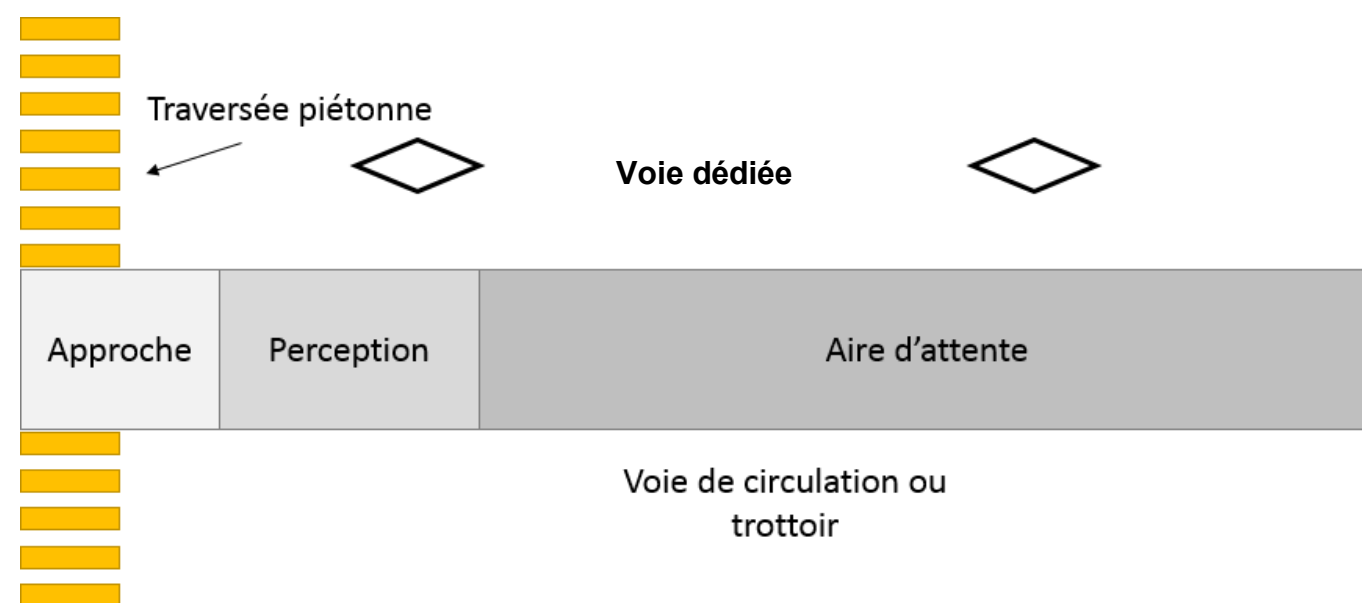 Traversée piétonne
Voie dédiée
Approche
Perception
Aire d'attente
Voie de circulation ou
trottoir